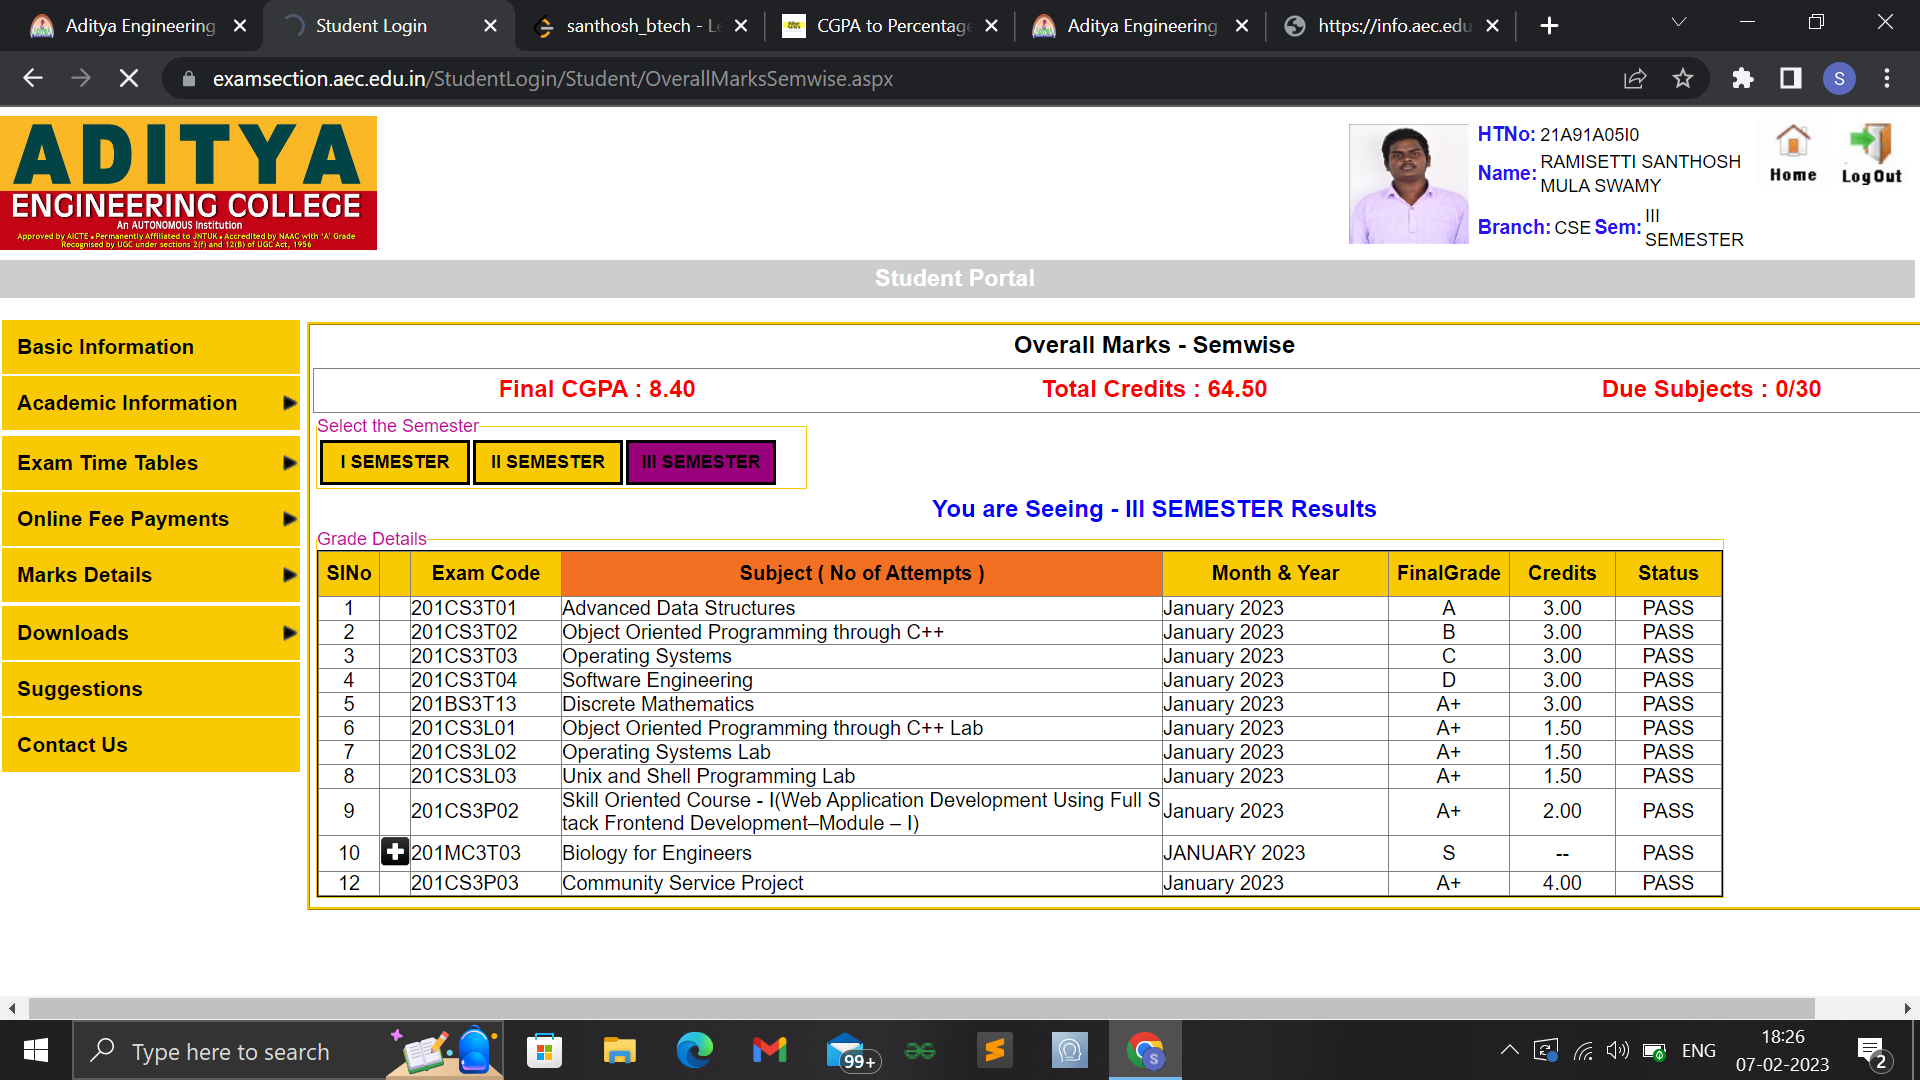 Aditya Engineering
Student Login
santhosh_btech - Le
CGPA to Percentage
Aditya Engineering
https://info.aec.edu
examsection.aec.edu.in/StudentLogin/Student/OverallMarksSemwise.aspx
S
ADITYA
ENGINEERING COLLEGE
An AUTONOMOUS Institution
Approved by AICTE • Permanently Affiliated to JNTUK • Accredited by NAAC with 'A' Grade
Recognised by UGC under sections 2(f) and 12(B) of UGC Act, 1956
HTNo: 21A91A05I0
Name: RAMISETTI SANTHOSH
MULA SWAMY
Branch: CSE Sem: III
SEMESTER
Home
LogOut
Student Portal
Basic Information
Academic Information
Exam Time Tables
Online Fee Payments
Marks Details
Downloads
Suggestions
Contact Us
Overall Marks - Semwise
Final CGPA : 8.40 Total Credits : 64.50 Due Subjects : 0/30
Select the Semester
I SEMESTER II SEMESTER III SEMESTER
You are Seeing - III SEMESTER Results
Grade Details
SlNo Exam Code Subject ( No of Attempts ) Month & Year FinalGrade Credits Status
1 201CS3T01 Advanced Data Structures January 2023 A 3.00 PASS
2 201CS3T02 Object Oriented Programming through C++ January 2023 B 3.00 PASS
3 201CS3T03 Operating Systems January 2023 C 3.00 PASS
4 201CS3T04 Software Engineering January 2023 D 3.00 PASS
5 201BS3T13 Discrete Mathematics January 2023 A+ 3.00 PASS
6 201CS3L01 Object Oriented Programming through C++ Lab January 2023 A+ 1.50 PASS
7 201CS3L02 Operating Systems Lab January 2023 A+ 1.50 PASS
8 201CS3L03 Unix and Shell Programming Lab January 2023 A+ 1.50 PASS
9 201CS3P02 Skill Oriented Course - I(Web Application Development Using Full S
tack Frontend Development–Module – I) January 2023 A+ 2.00 PASS
10 201MC3T03 Biology for Engineers JANUARY 2023 S -- PASS
12 201CS3P03 Community Service Project January 2023 A+ 4.00 PASS
Type here to search
99+
S
ENG
18:26
07-02-2023
2